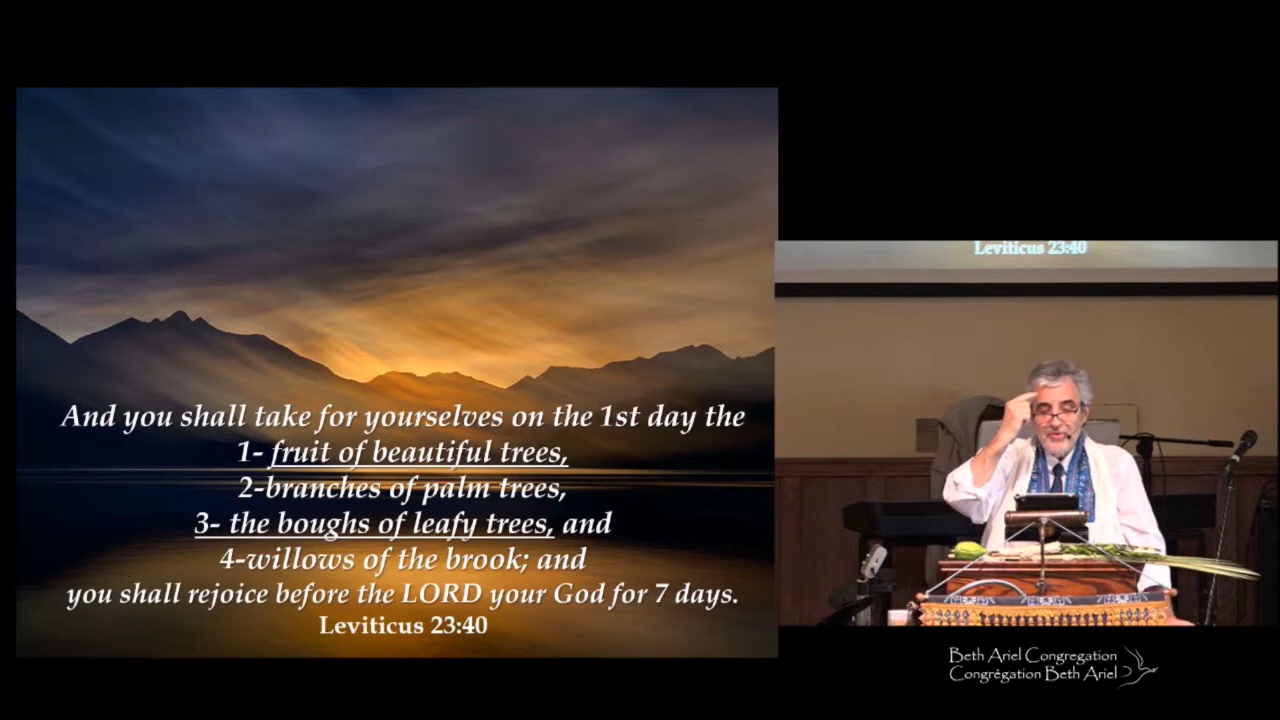 And you shall take for yourselves on the 1st day the
1- fruit of beautiful trees,
2-branches of palm trees,
3- the boughs of leafy trees, and
4-willows of the brook; and
you shall rejoice before the LORD your God for 7 days.
Leviticus 23:40
Leviticus 23:40
Beth Ariel Congregation
Congrégation Beth Ariel